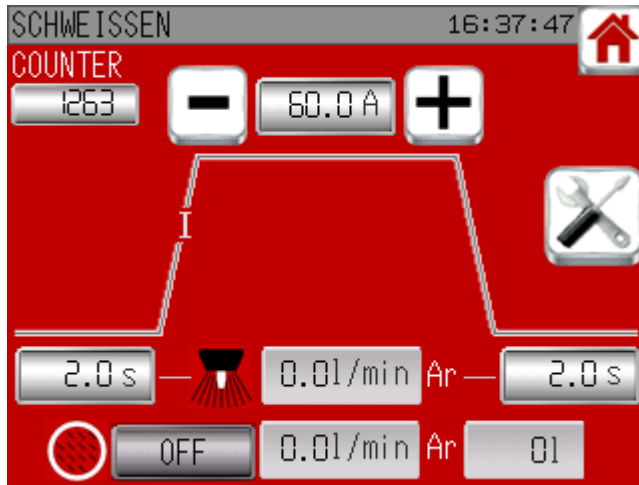 SCHWEISSEN 16:37:47
COUNTER
1263 60.0 A
I
2.0 s 0.0l/min Ar 2.0 s
OFF 0.0l/min Ar 0l